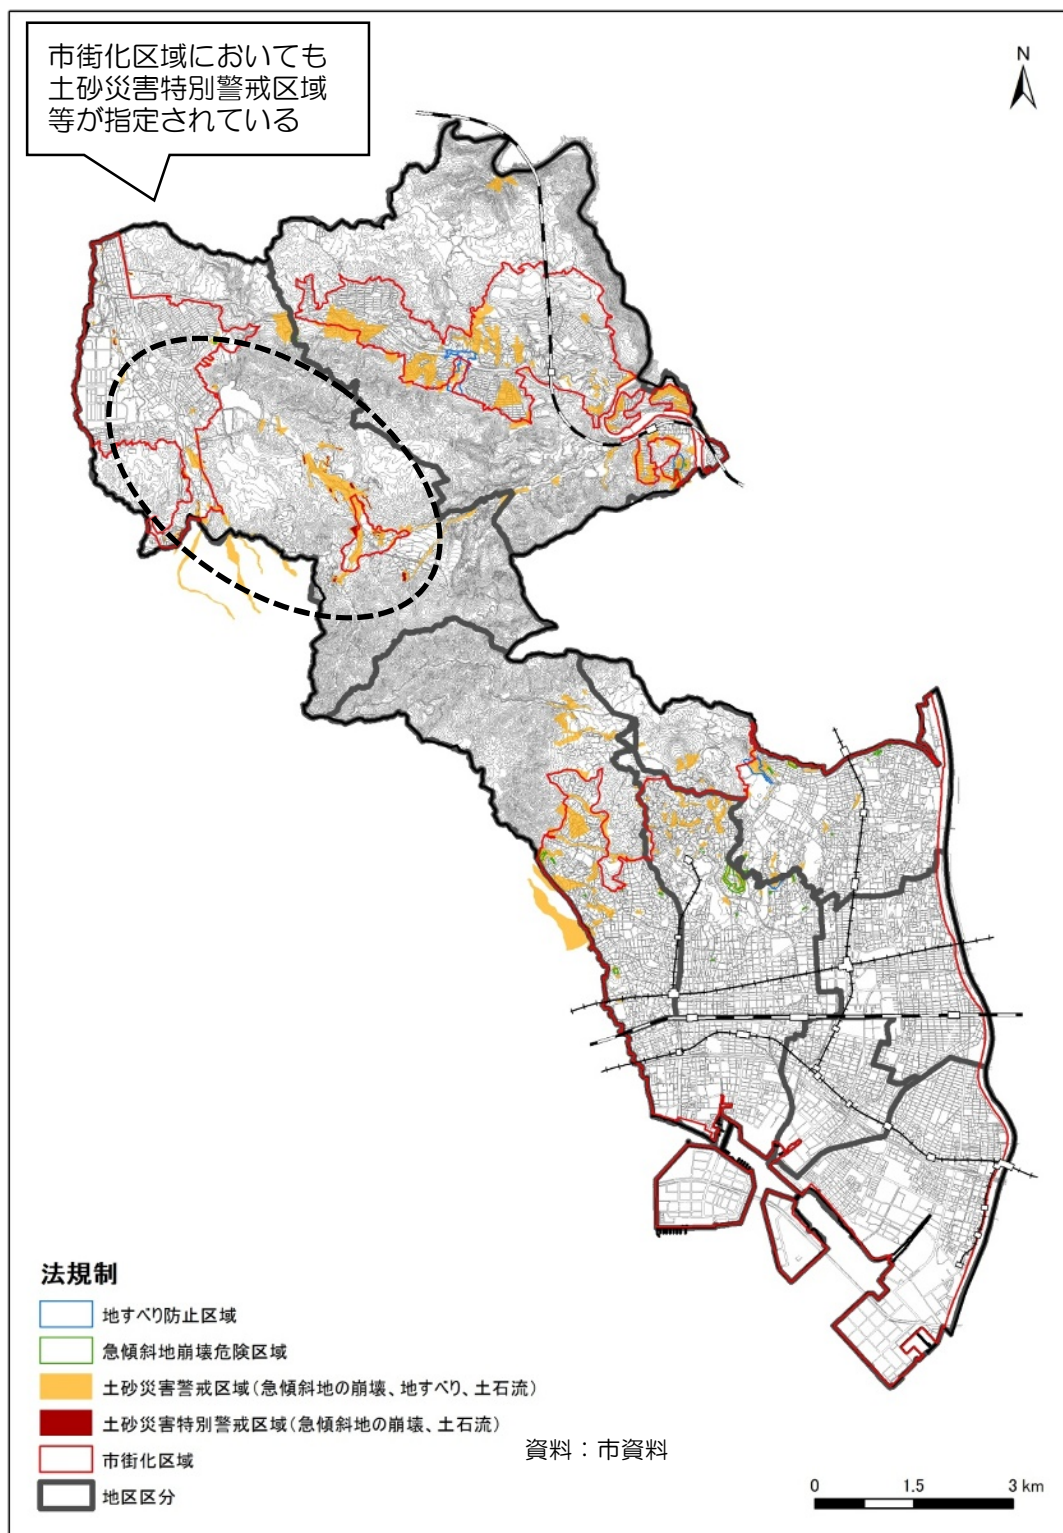 市街化区域においても
土砂災害特別警戒区域
等が指定されている
N
法規制
地すべり防止区域
急傾斜地崩壊危険区域
土砂災害警戒区域(急傾斜地の崩壊、地すべり、土石流)
土砂災害特別警戒区域(急傾斜地の崩壊、土石流)
市街化区域
地区区分
資料：市資料
0 1.5 3 km